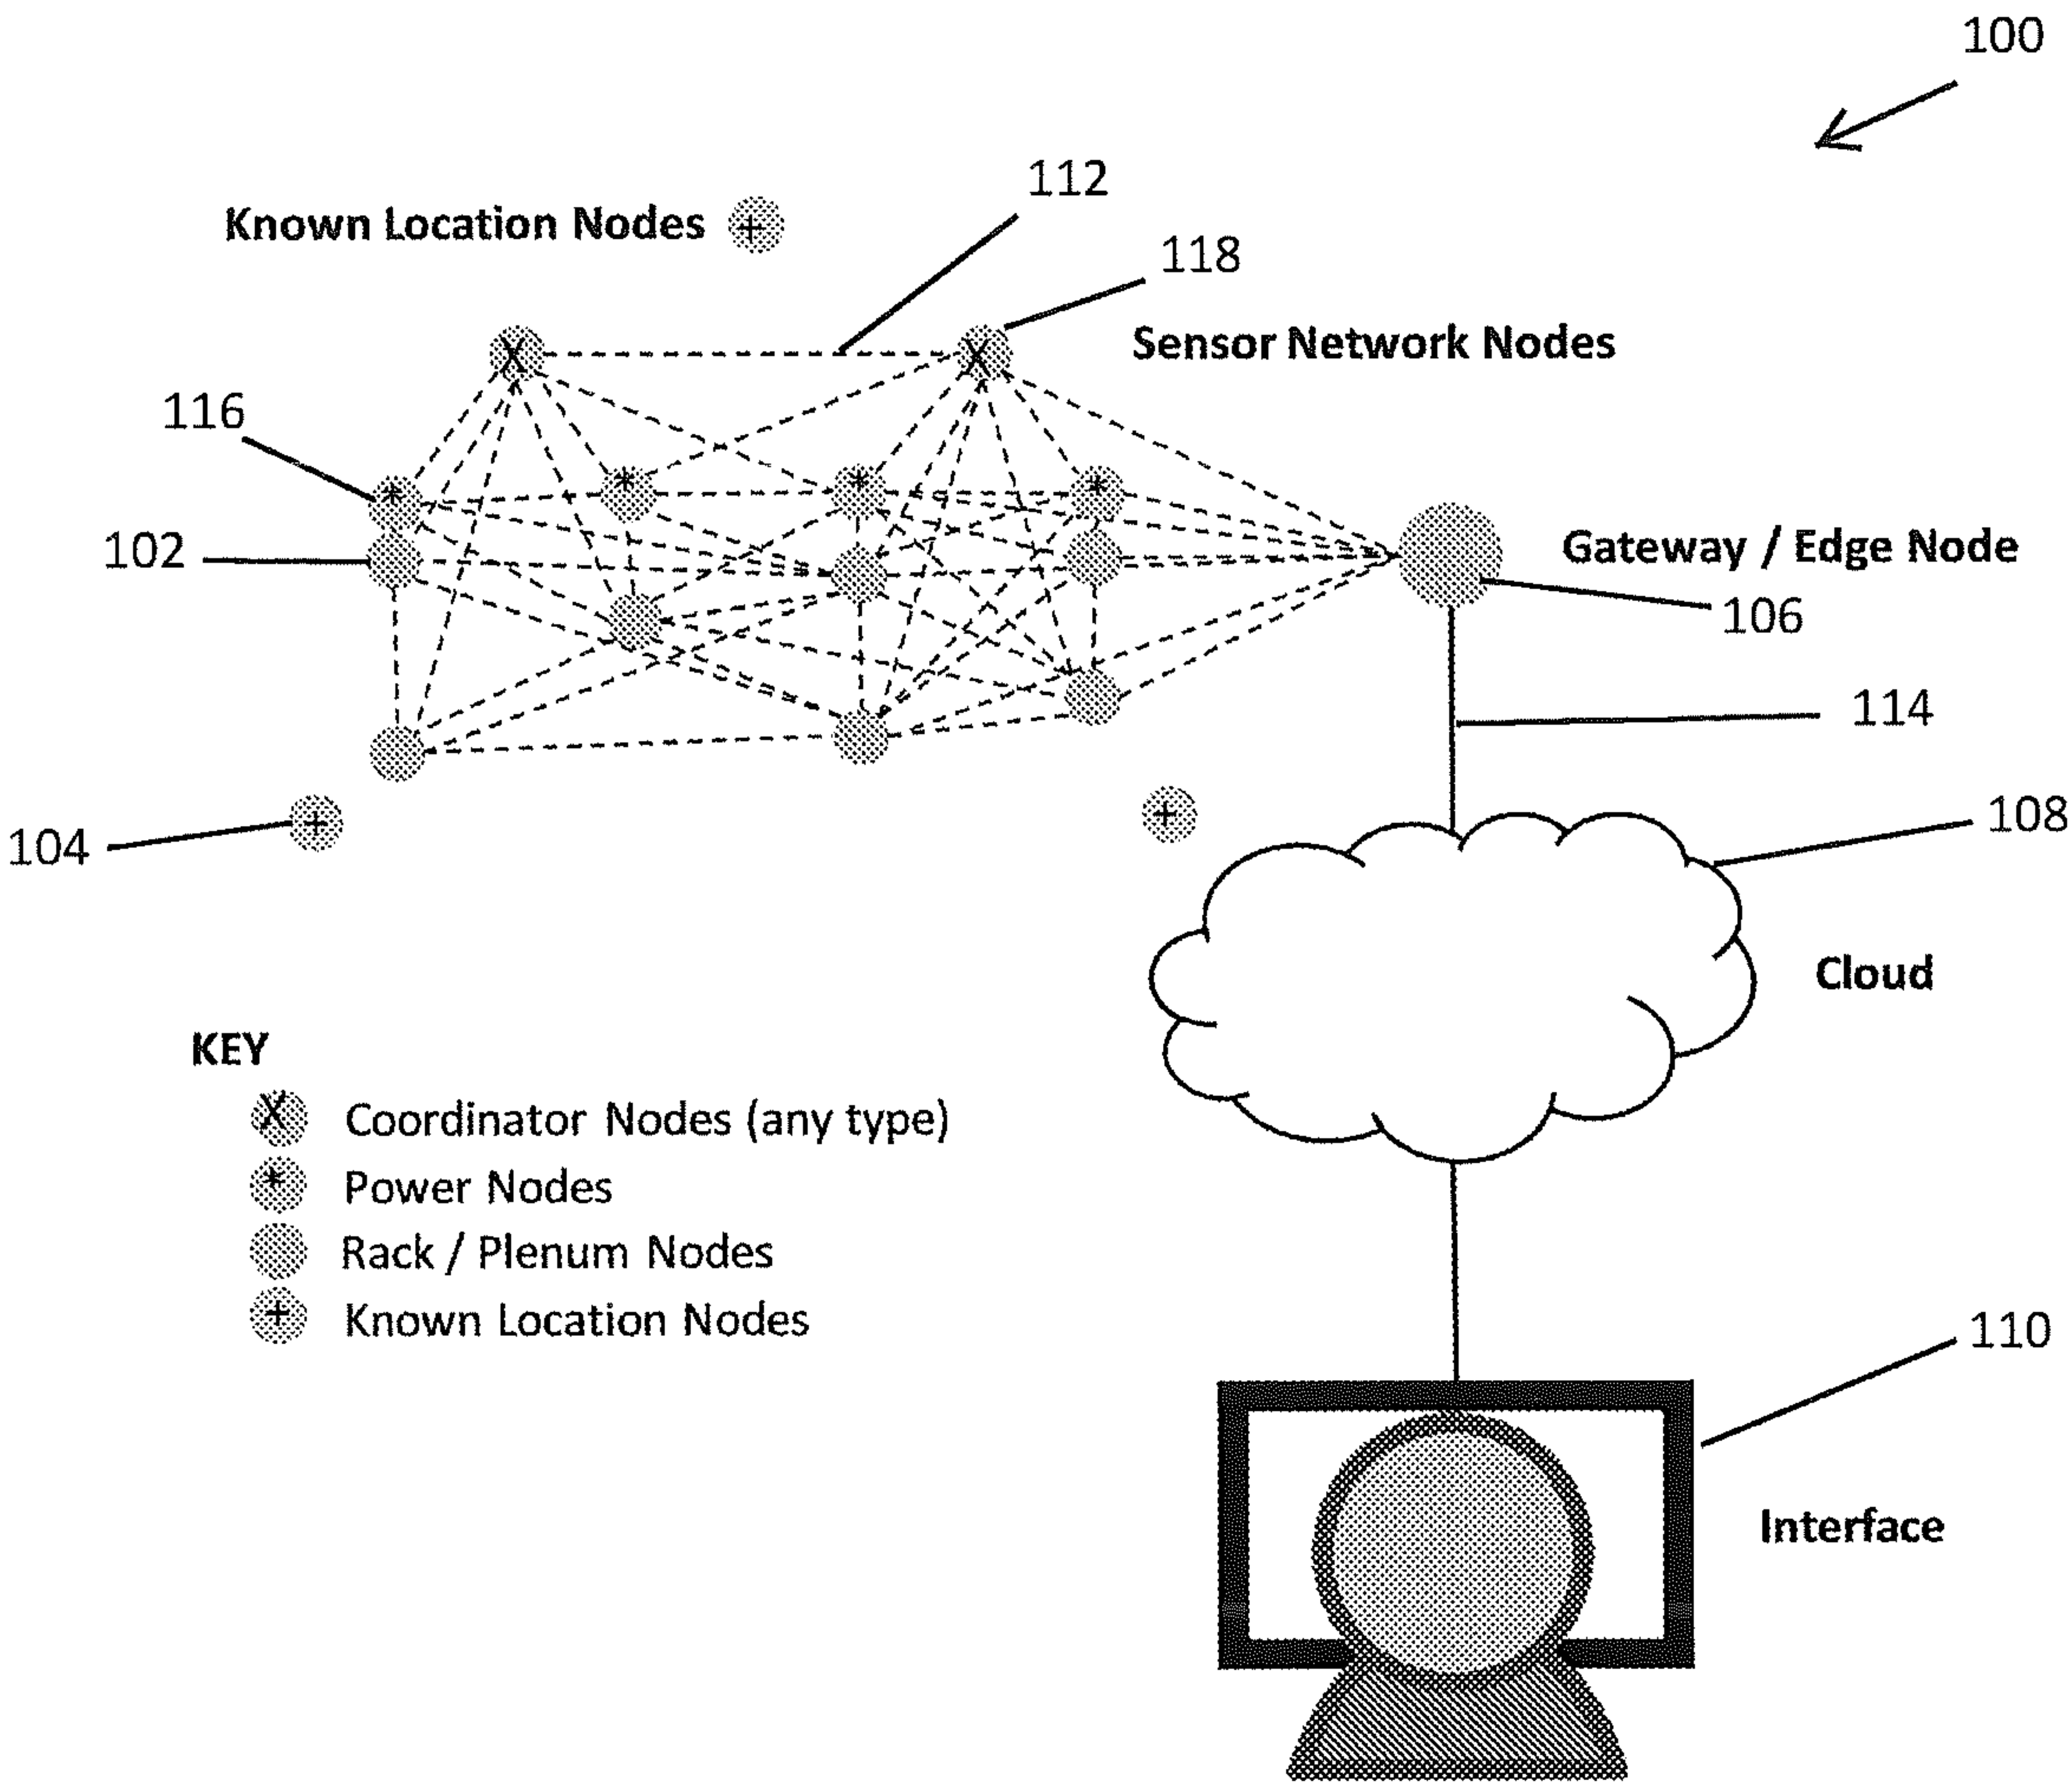 100
112
Known Location Nodes +
118
Sensor Network Nodes
X X
116
* * * *
102
Gateway / Edge Node
106
114
108
104
+ +
Cloud
KEY
X Coordinator Nodes (any type)
* Power Nodes
Rack / Plenum Nodes
+ Known Location Nodes
110
Interface